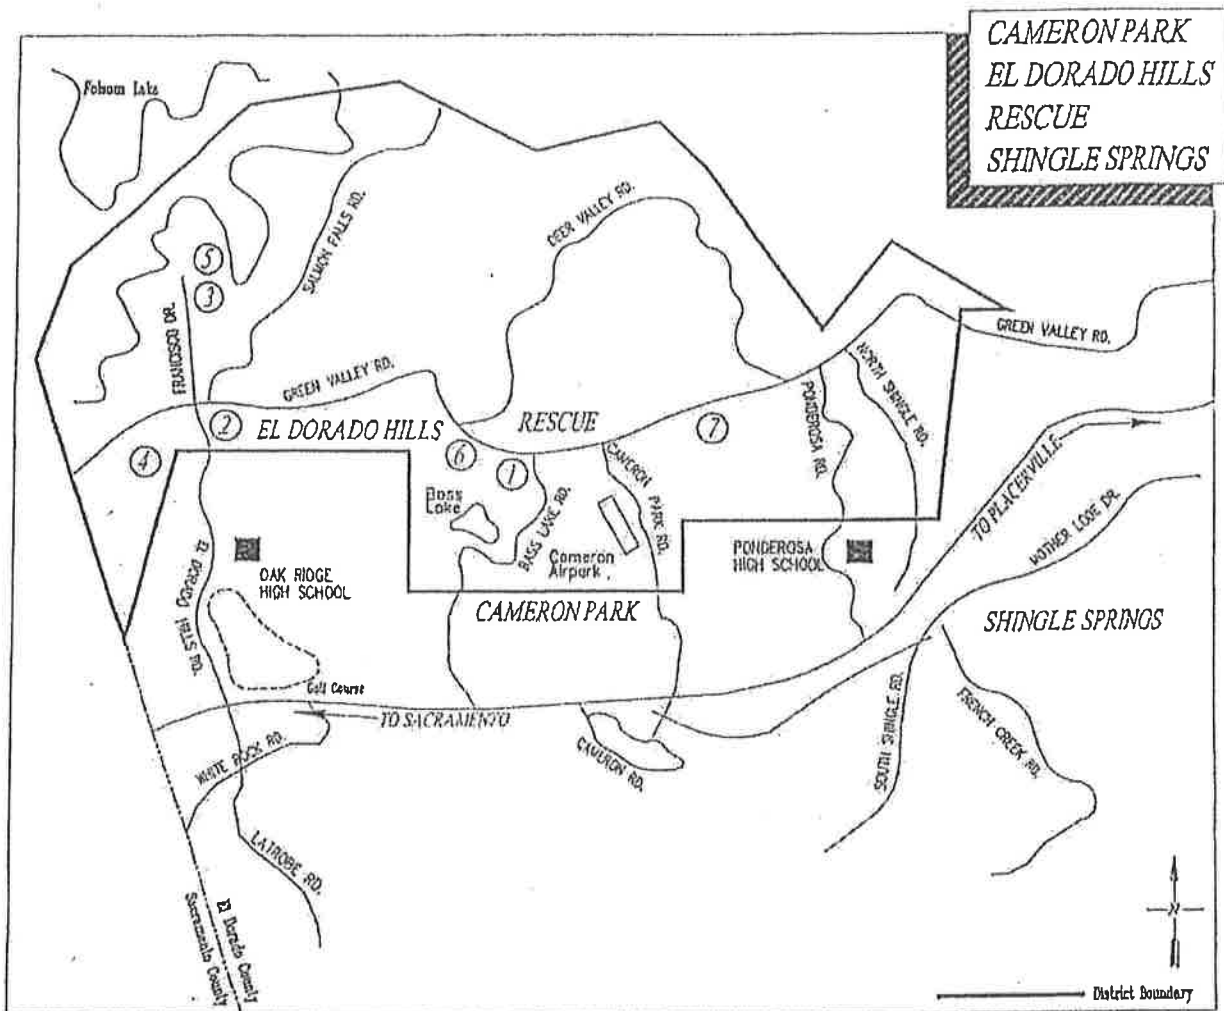 CAMERON PARK
EL DORADO HILLS
RESCUE
SHINGLE SPRINGS
Folsom Lake
SALMON FALLS RD.
DEER VALLEY RD.
5
3
FRANCISCO DR.
GREEN VALLEY RD.
GREEN VALLEY RD.
NORTH SHINGLE RD.
PONDEROSA RD.
2
EL DORADO HILLS
RESCUE
7
4
6
1
CAMERON PARK RD.
Bass
Lake
BASS LAKE RD.
Cameron
Airpark
TO PLACERVILLE
MOTHER LODE DR.
El Dorado HILLS RD.
OAK RIDGE
HIGH SCHOOL
PONDEROSA
HIGH SCHOOL
CAMERON PARK
SHINGLE SPRINGS
Golf Course
TO SACRAMENTO
WHITE ROCK RD.
CAMERON RD.
SOUTH SHINGLE RD.
FRENCH CREEK RD.
LATROBE RD.
El Dorado County
Sacramento County
N
District Boundary